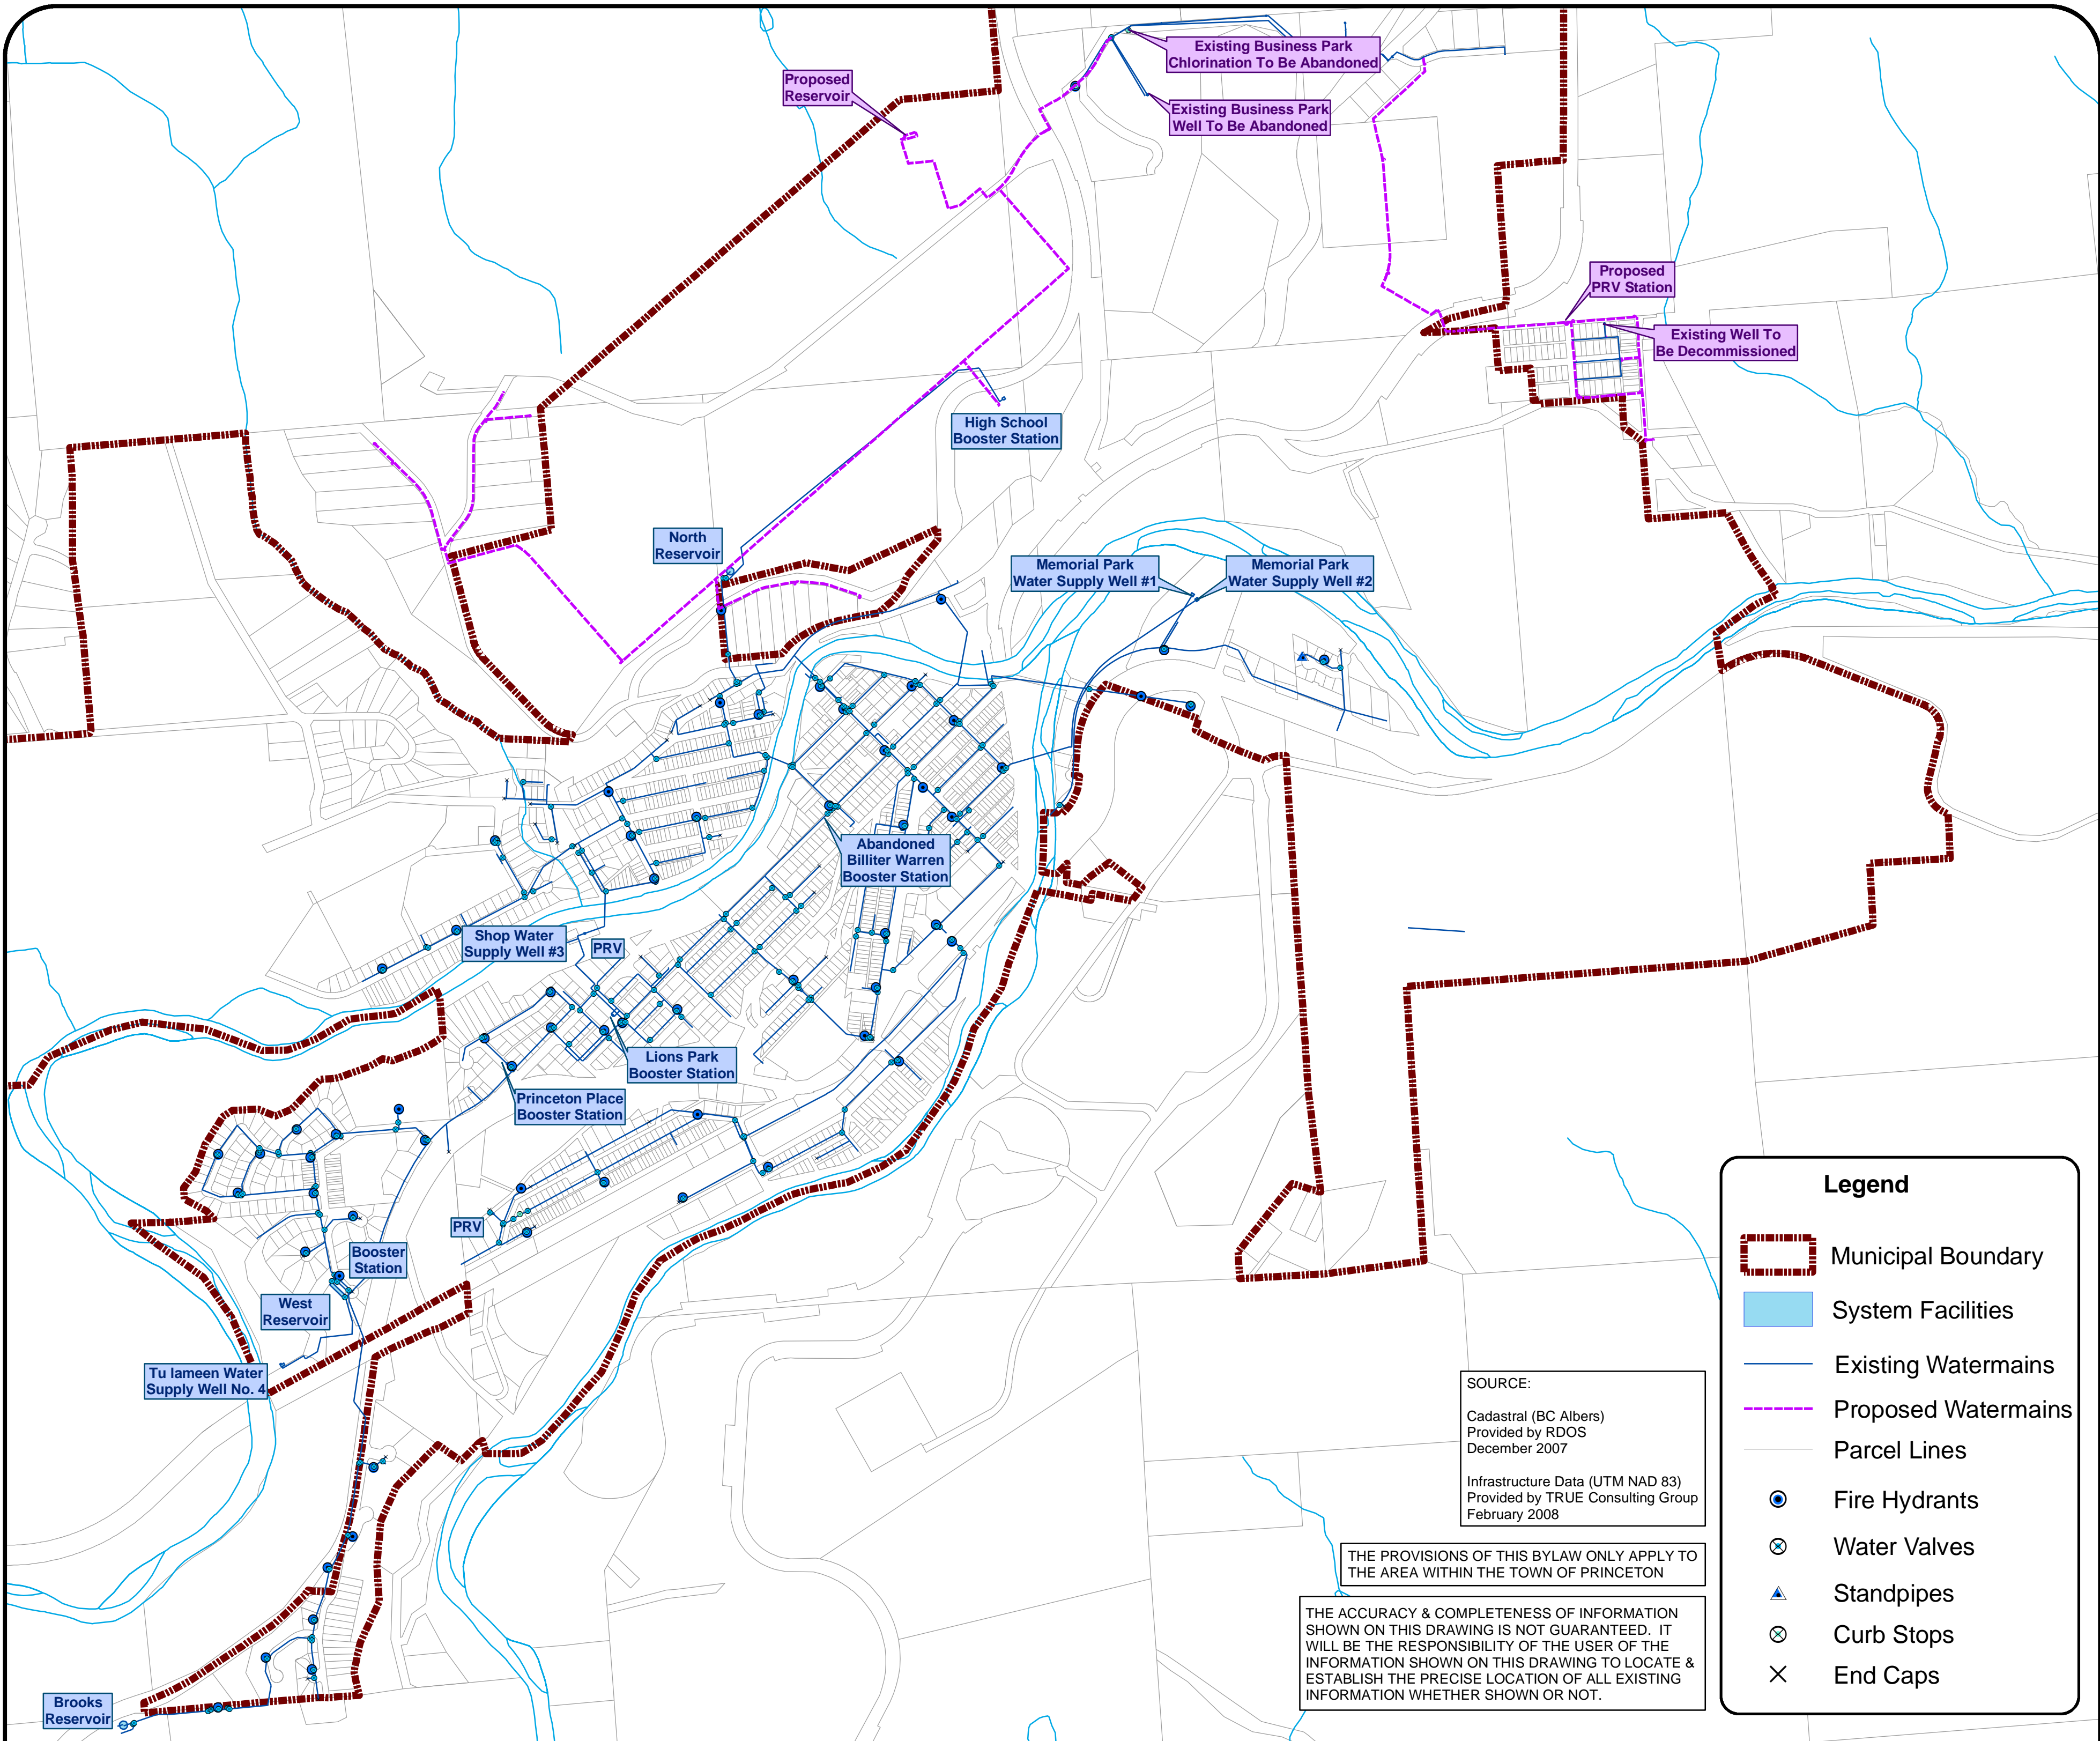 Existing Business Park
Chlorination To Be Abandoned
Proposed
Reservoir
Existing Business Park
Well To Be Abandoned
Proposed
PRV Station
Existing Well To
Be Decommissioned
High School
Booster Station
North
Reservoir
Memorial Park
Water Supply Well #1
Memorial Park
Water Supply Well #2
Abandoned
Billiter Warren
Booster Station
Shop Water
Supply Well #3
PRV
Lions Park
Booster Station
Princeton Place
Booster Station
PRV
Booster
Station
West
Reservoir
Tu lameen Water
Supply Well No. 4
Brooks
Reservoir
Legend
Municipal Boundary
System Facilities
Existing Watermains
Proposed Watermains
Parcel Lines
Fire Hydrants
Water Valves
Standpipes
Curb Stops
End Caps
SOURCE:
Cadastral (BC Albers)
Provided by RDOS
December 2007
Infrastructure Data (UTM NAD 83)
Provided by TRUE Consulting Group
February 2008
THE PROVISIONS OF THIS BYLAW ONLY APPLY TO
THE AREA WITHIN THE TOWN OF PRINCETON
THE ACCURACY & COMPLETENESS OF INFORMATION
SHOWN ON THIS DRAWING IS NOT GUARANTEED.  IT
WILL BE THE RESPONSIBILITY OF THE USER OF THE
INFORMATION SHOWN ON THIS DRAWING TO LOCATE &
ESTABLISH THE PRECISE LOCATION OF ALL EXISTING
INFORMATION WHETHER SHOWN OR NOT.